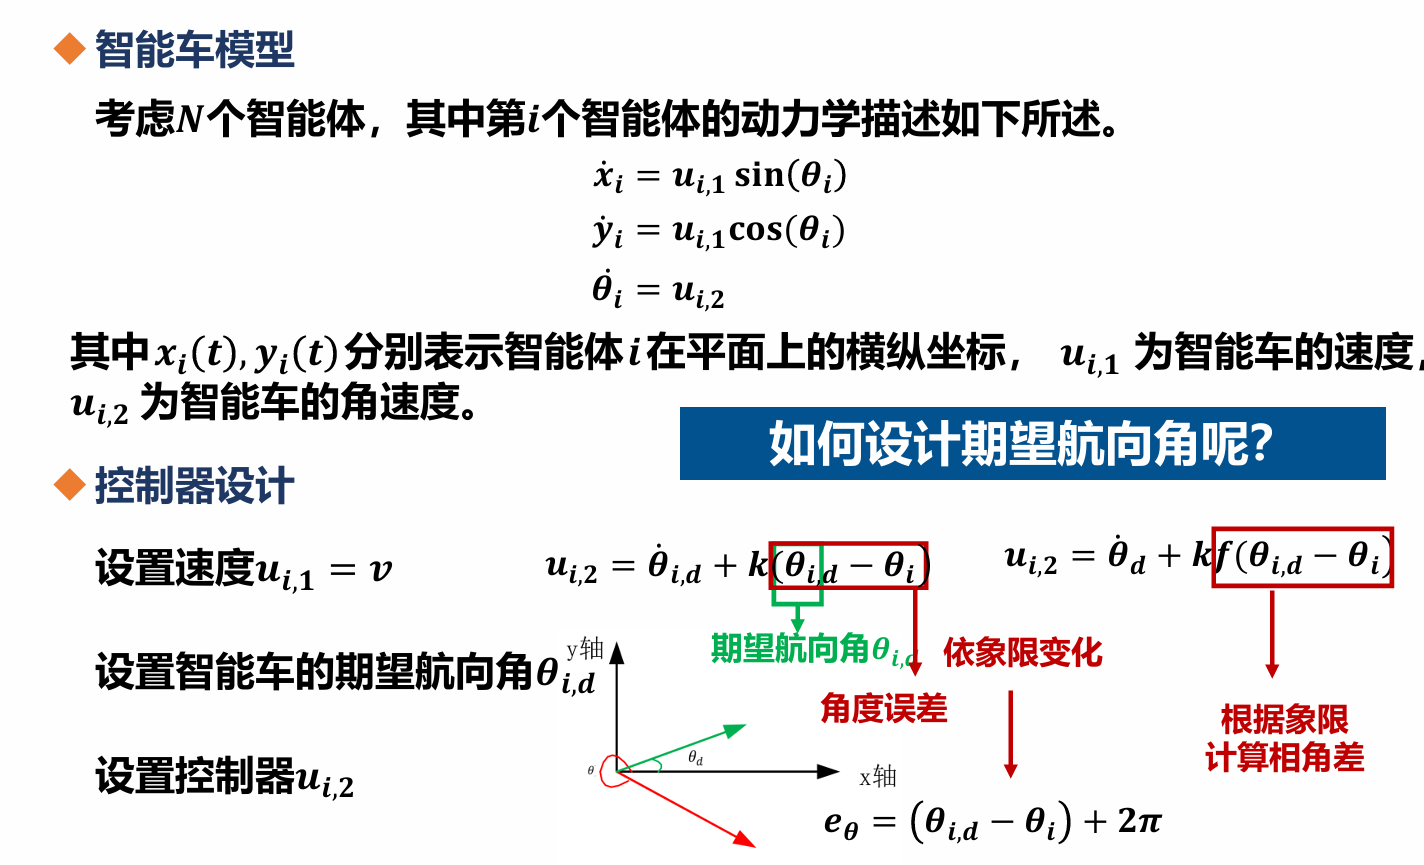 智能车模型
考虑N个智能体，其中第i个智能体的动力学描述如下所述。
ẋ_i = u_{i,1} sin(θ_i)
ẏ_i = u_{i,1}cos(θ_i)
θ̇_i = u_{i,2}
其中x_i(t), y_i(t)分别表示智能体i在平面上的横纵坐标， u_{i,1} 为智能车的速度，
u_{i,2} 为智能车的角速度。
如何设计期望航向角呢？
控制器设计
设置速度u_{i,1} = v
u_{i,2} = θ̇_{i,d} + k(θ_{i,d} − θ_i)
u_{i,2} = θ̇_d + kf(θ_{i,d} − θ_i)
设置智能车的期望航向角θ_{i,d}
y轴
期望航向角θ_{i,d}
依象限变化
角度误差
根据象限
计算相角差
设置控制器u_{i,2}
θ
θ_d
x轴
e_θ = (θ_{i,d} − θ_i) + 2π